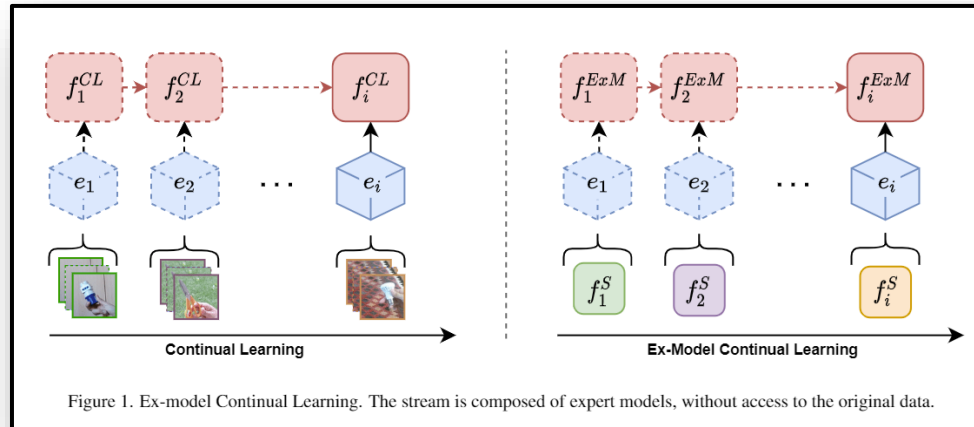 f_1^{CL} f_2^{CL} f_i^{CL} f_1^{ExM} f_2^{ExM} f_i^{ExM}
e_1 e_2 ... e_i e_1 e_2 ... e_i
f_1^S f_2^S f_i^S
Continual Learning Ex-Model Continual Learning
Figure 1. Ex-model Continual Learning. The stream is composed of expert models, without access to the original data.